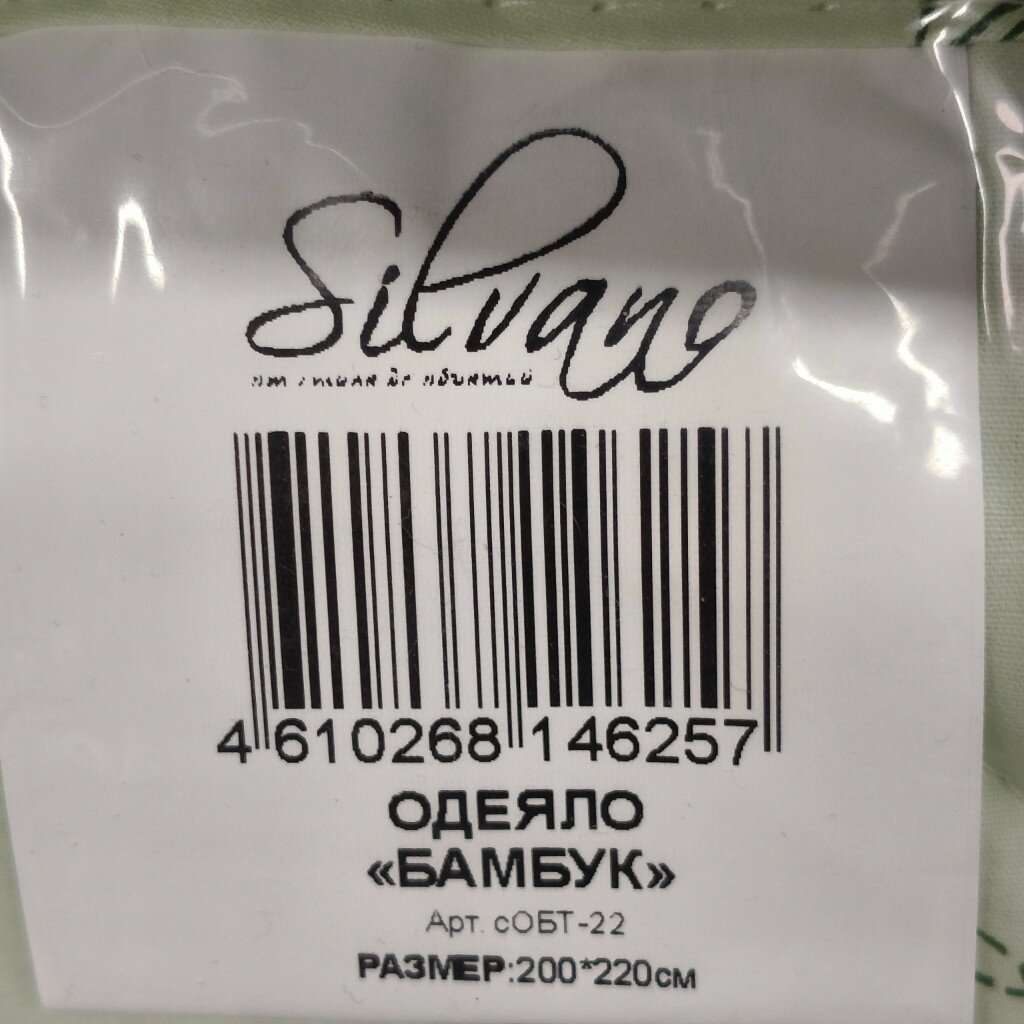 Silvano
4 610268 146257
ОДЕЯЛО
«БАМБУК»
Арт. сОБТ-22
РАЗМЕР:200*220см